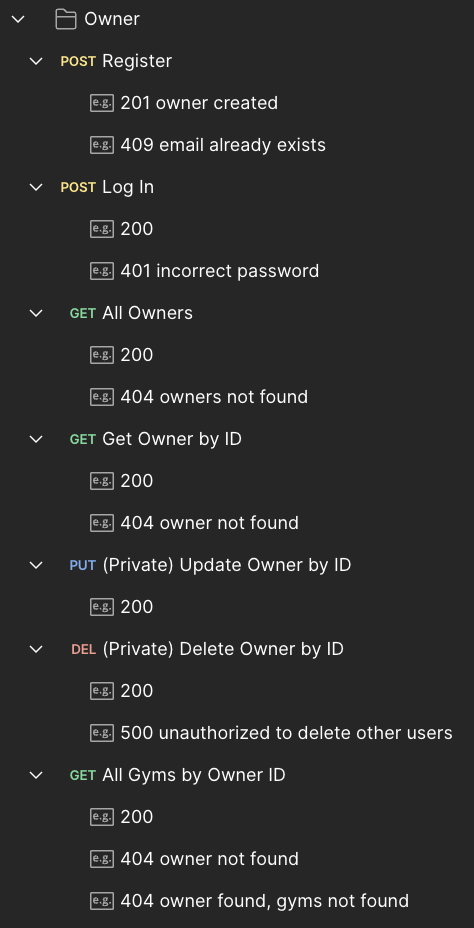 Owner
POST Register
e.g. 201 owner created
e.g. 409 email already exists
POST Log In
e.g. 200
e.g. 401 incorrect password
GET All Owners
e.g. 200
e.g. 404 owners not found
GET Get Owner by ID
e.g. 200
e.g. 404 owner not found
PUT (Private) Update Owner by ID
e.g. 200
DEL (Private) Delete Owner by ID
e.g. 200
e.g. 500 unauthorized to delete other users
GET All Gyms by Owner ID
e.g. 200
e.g. 404 owner not found
e.g. 404 owner found, gyms not found